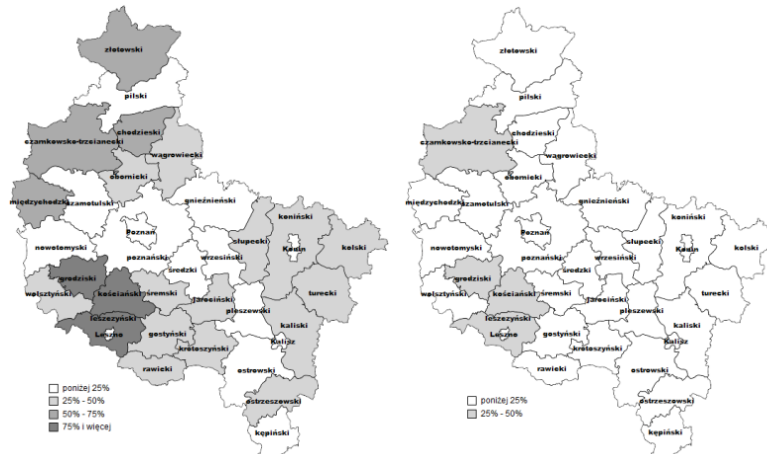 złotowski
pilski
chodzieski
czarnkowsko-trzcianecki
wągrowiecki
obornicki
międzychodzki
szamotulski
gnieźnieński
koniński
Poznań
słupecki
nowotomyski
Konin
kolski
poznański
wrzesiński
średzki
grodziski
wolsztyński
kościański
śremski
jarociński
turecki
leszczyński
pleszewski
Leszno
gostyński
kaliski
krotoszyński
Kalisz
rawicki
ostrowski
ostrzeszowski
kępiński
poniżej 25%
25% - 50%
50% - 75%
75% i więcej
złotowski
pilski
chodzieski
czarnkowsko-trzcianecki
wągrowiecki
obornicki
międzychodzki
szamotulski
gnieźnieński
koniński
Poznań
słupecki
nowotomyski
Konin
kolski
poznański
wrzesiński
średzki
grodziski
wolsztyński
kościański
śremski
jarociński
turecki
leszczyński
pleszewski
Leszno
gostyński
kaliski
krotoszyński
Kalisz
rawicki
ostrowski
ostrzeszowski
kępiński
poniżej 25%
25% - 50%